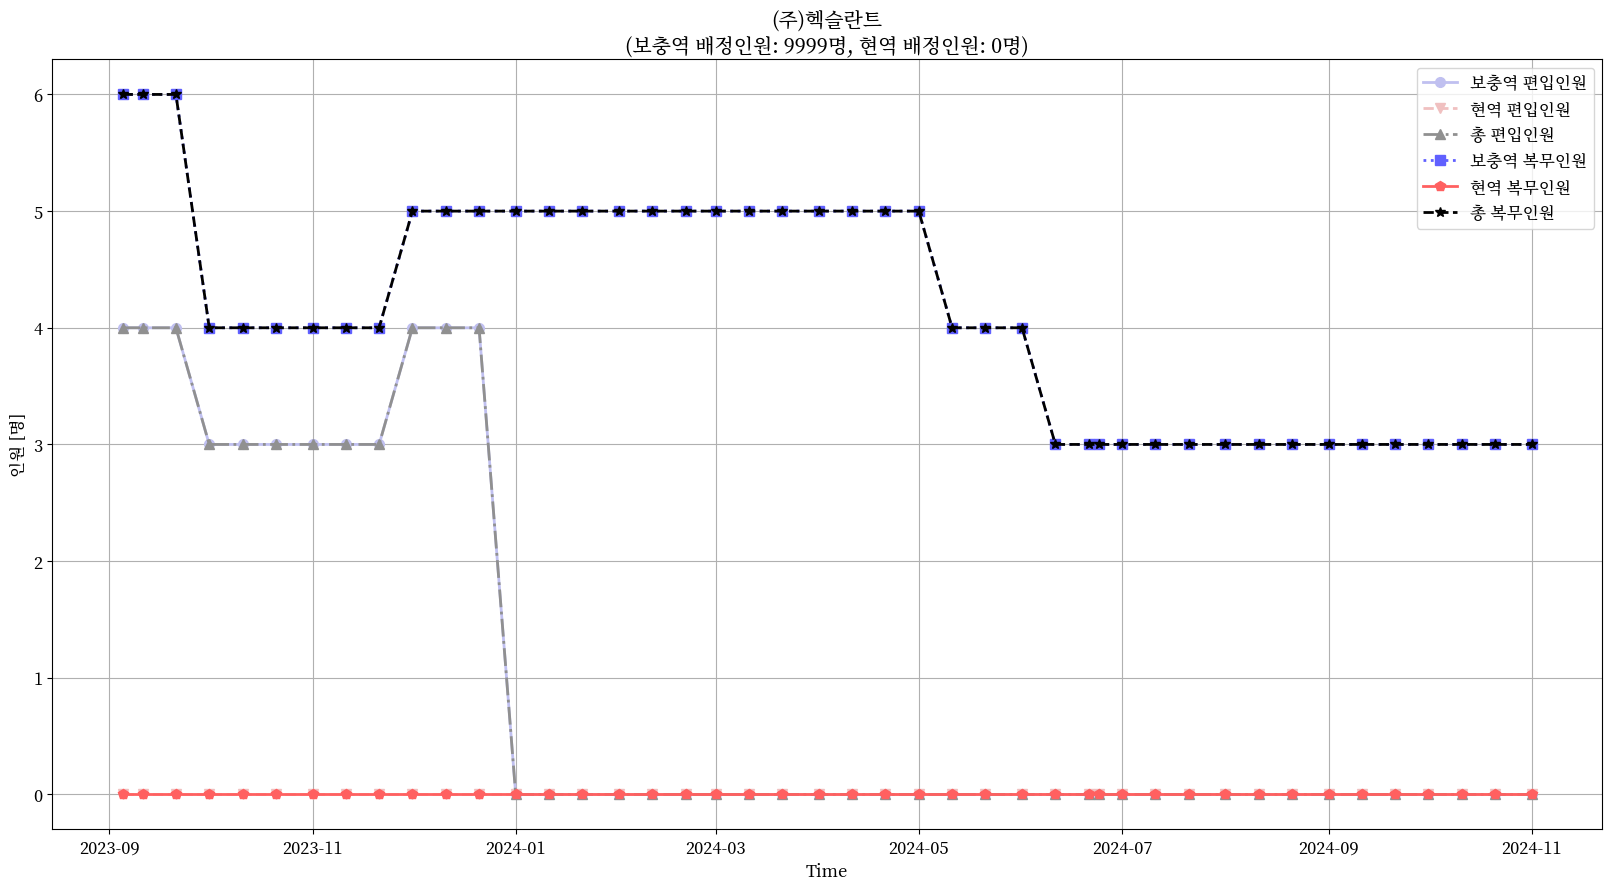 (주)헥슬란트
(보충역 배정인원: 9999명, 현역 배정인원: 0명)
보충역 편입인원
현역 편입인원
총 편입인원
보충역 복무인원
현역 복무인원
총 복무인원
인원 [명]
6
5
4
3
2
1
0
2023-09 2023-11 2024-01 2024-03 2024-05 2024-07 2024-09 2024-11
Time